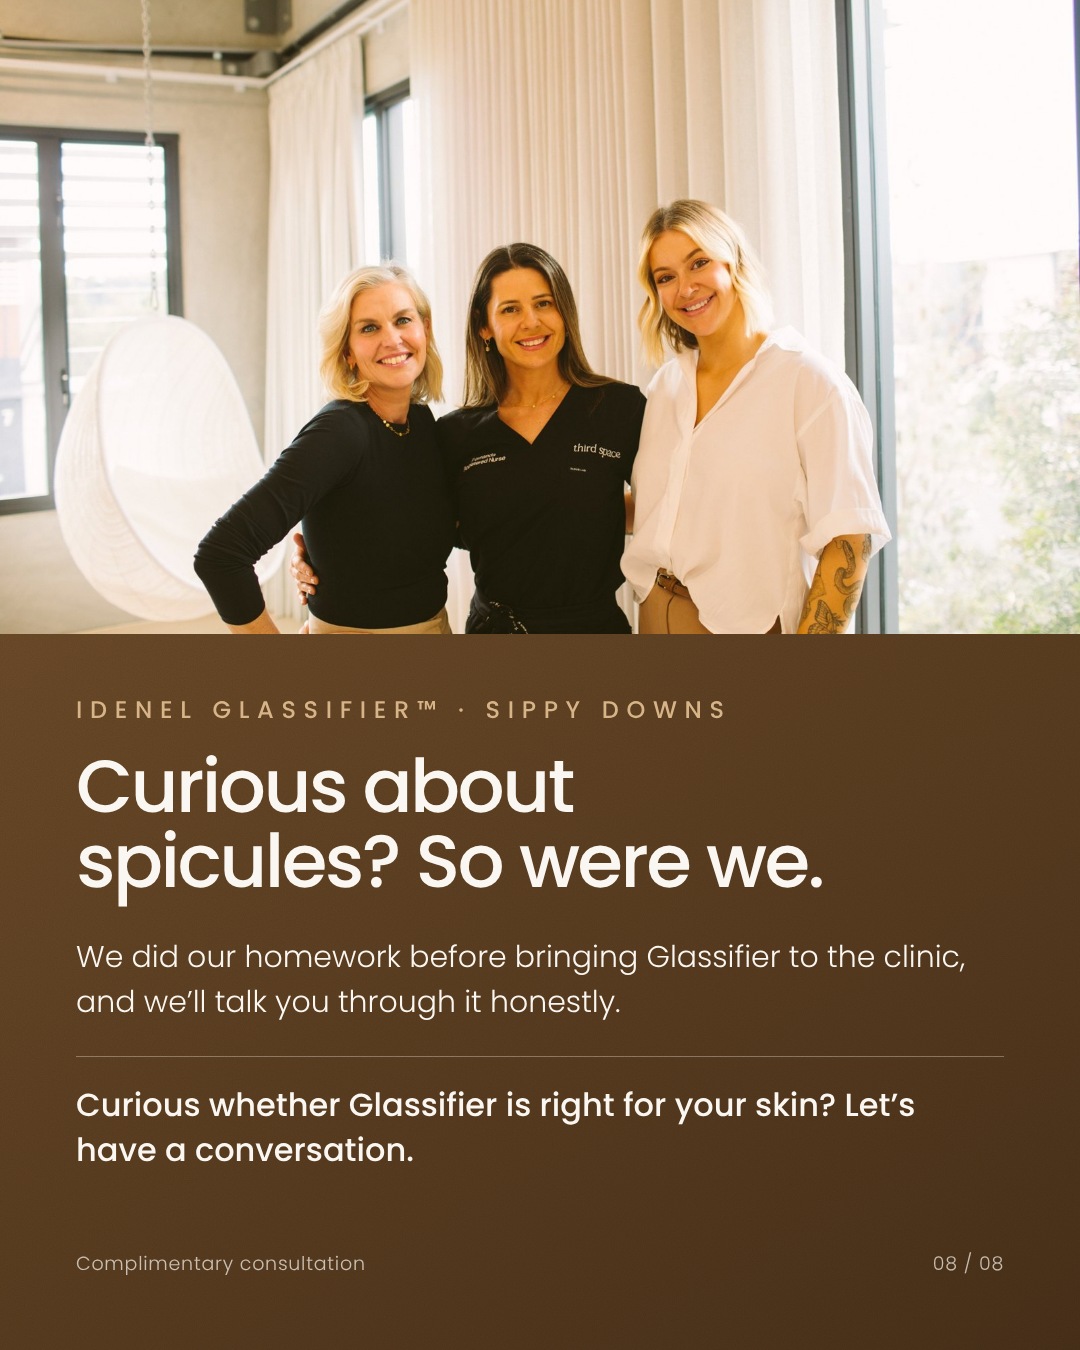 third space
Registered Nurse
IDENEL GLASSIFIER™ · SIPPY DOWNS
Curious about
spicules? So were we.
We did our homework before bringing Glassifier to the clinic,
and we’ll talk you through it honestly.
Curious whether Glassifier is right for your skin? Let’s
have a conversation.
Complimentary consultation
08 / 08